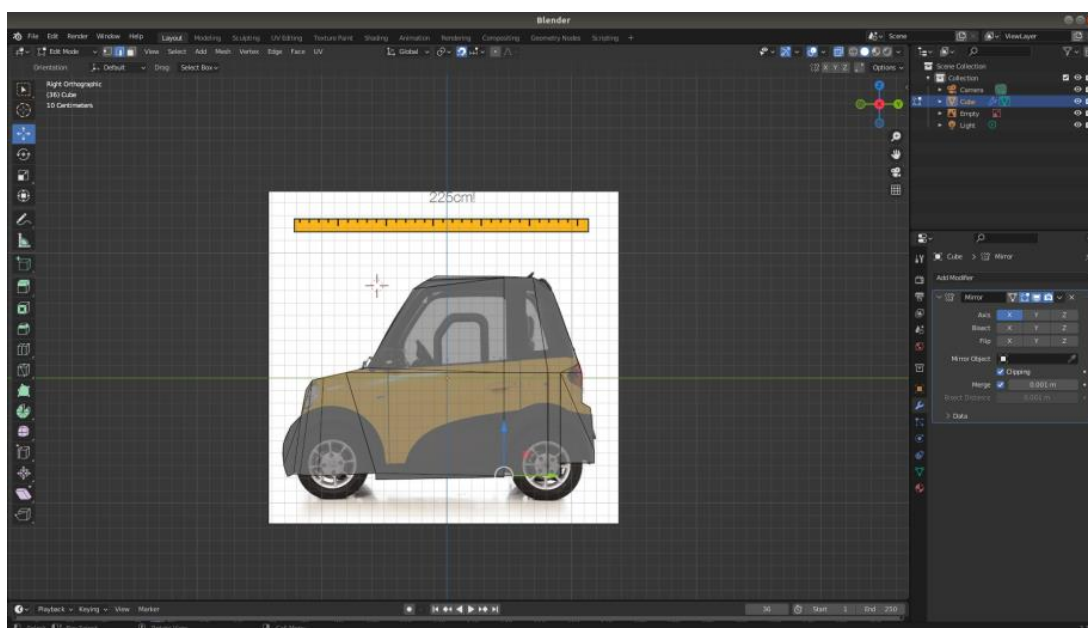 Blender
File Edit Render Window Help Layout Modeling Sculpting UV Editing Texture Paint Shading Animation Rendering Compositing Geometry Nodes Scripting + Scene ViewLayer
Edit Mode View Select Add Mesh Vertex Edge Face UV Global
Orientation: Default Drag: Select Box X Y Z Options
Right Orthographic
(36) Cube
10 Centimeters
225cm!
Z
Y
Scene Collection
Collection
Camera
Cube
Empty
Light
Cube > Mirror
Add Modifier
Mirror
Axis X Y Z
Bisect X Y Z
Flip X Y Z
Mirror Object
Clipping
Merge 0.001 m
Bisect Distance 0.001 m
> Data
Playback Keying View Marker 36 Start 1 End 250